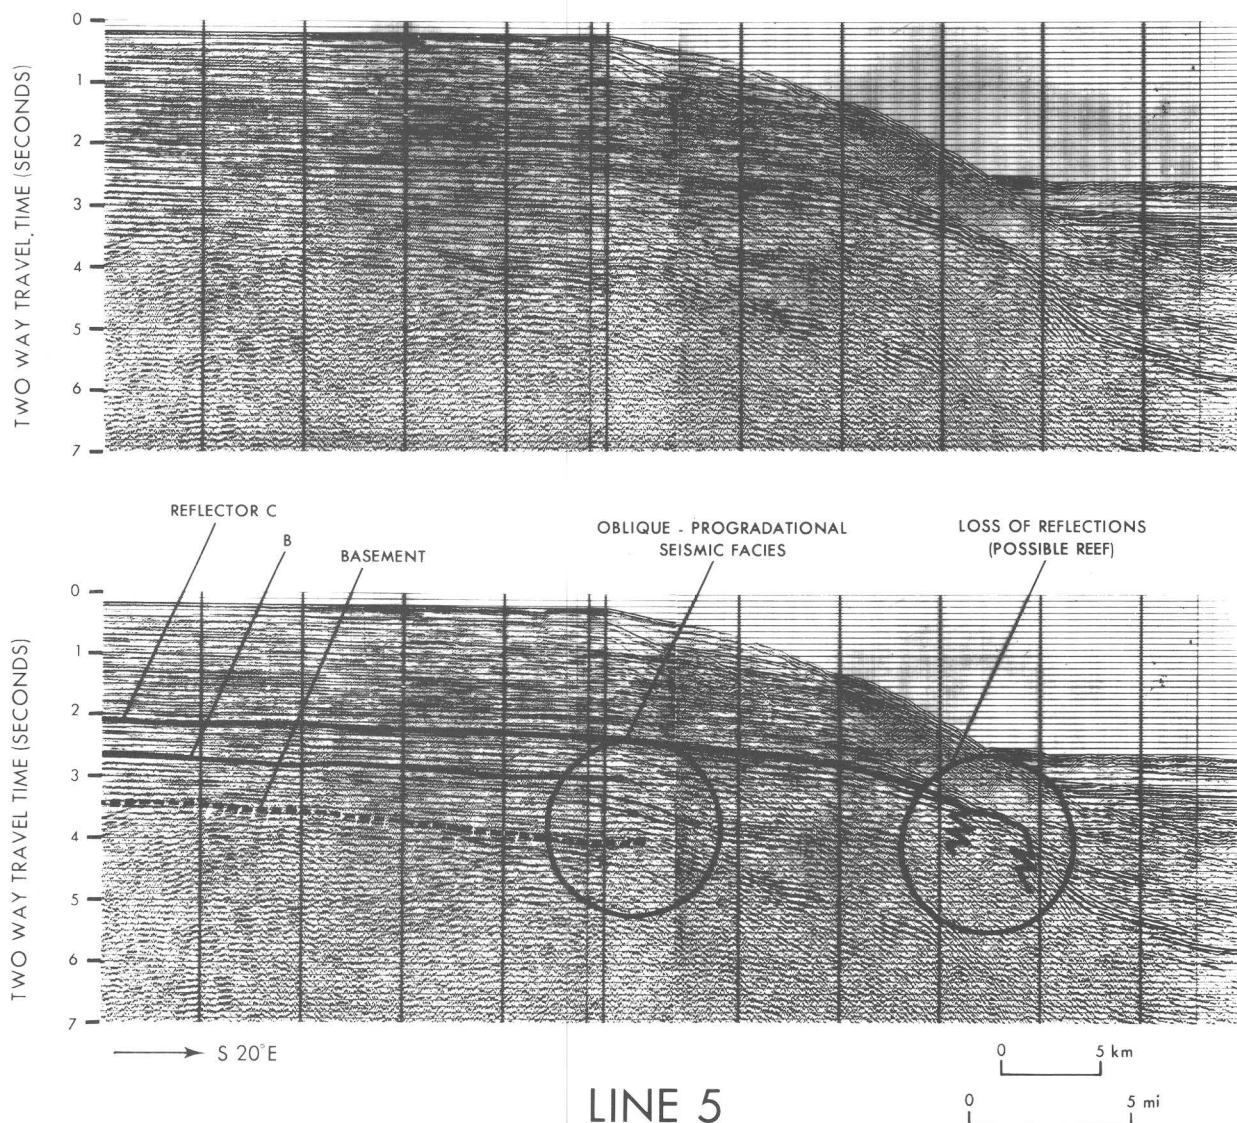 TWO WAY TRAVEL TIME (SECONDS)
0
1
2
3
4
5
6
7
REFLECTOR C
B
BASEMENT
OBLIQUE - PROGRADATIONAL
SEISMIC FACIES
LOSS OF REFLECTIONS
(POSSIBLE REEF)
TWO WAY TRAVEL TIME (SECONDS)
0
1
2
3
4
5
6
7
S 20°E
0 5 km
LINE 5
0 5 mi